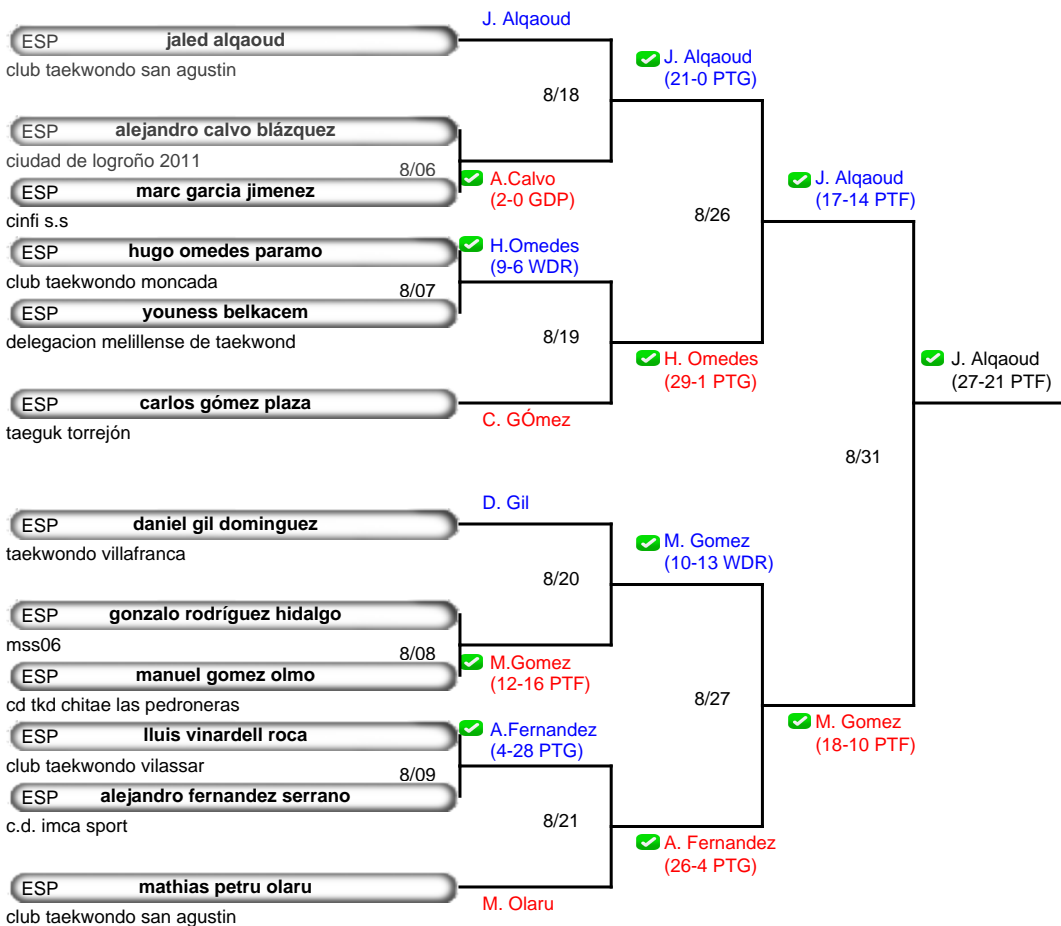 J. Alqaoud
ESP jaled alqaoud
club taekwondo san agustin
J. Alqaoud
(21-0 PTG)
8/18
ESP alejandro calvo blázquez
ciudad de logroño 2011
8/06
A.Calvo
(2-0 GDP)
ESP marc garcia jimenez
cinfi s.s
J. Alqaoud
(17-14 PTF)
8/26
ESP hugo omedes paramo
club taekwondo moncada
H.Omedes
(9-6 WDR)
8/07
ESP youness belkacem
delegacion melillense de taekwond
8/19
H. Omedes
(29-1 PTG)
J. Alqaoud
(27-21 PTF)
ESP carlos gómez plaza
taeguk torrejón
C. GÓmez
8/31
D. Gil
ESP daniel gil dominguez
taekwondo villafranca
M. Gomez
(10-13 WDR)
8/20
ESP gonzalo rodríguez hidalgo
mss06
8/08
M.Gomez
(12-16 PTF)
ESP manuel gomez olmo
cd tkd chitae las pedroneras
8/27
M. Gomez
(18-10 PTF)
ESP lluis vinardell roca
club taekwondo vilassar
A.Fernandez
(4-28 PTG)
8/09
ESP alejandro fernandez serrano
c.d. imca sport
8/21
A. Fernandez
(26-4 PTG)
ESP mathias petru olaru
club taekwondo san agustin
M. Olaru